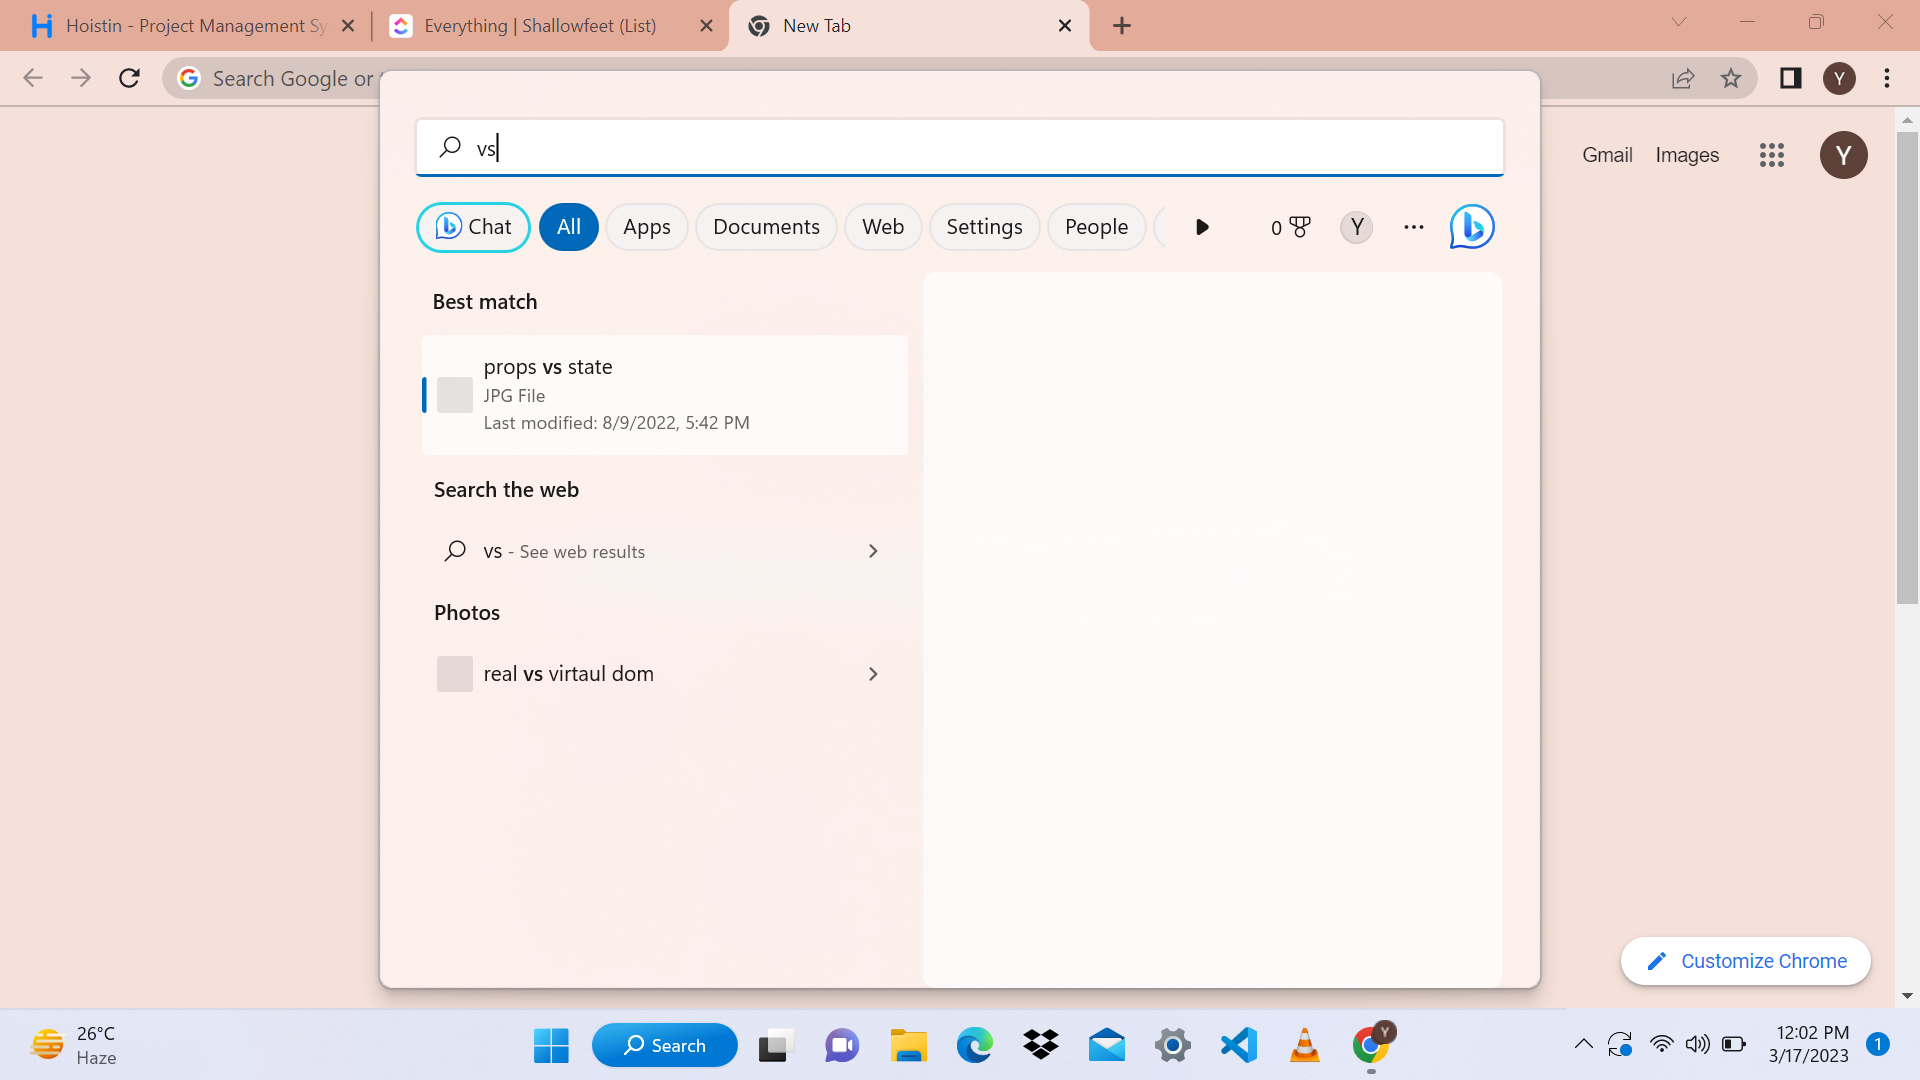 Hoistin - Project Management Sy
Everything | Shallowfeet (List)
New Tab
Search Google or
Y
Gmail
Images
Y
vs
Chat
All
Apps
Documents
Web
Settings
People
0
Y
Best match
props vs state
JPG File
Last modified: 8/9/2022, 5:42 PM
Search the web
vs - See web results
Photos
real vs virtaul dom
Customize Chrome
26°C
Haze
Search
Y
12:02 PM
3/17/2023
1